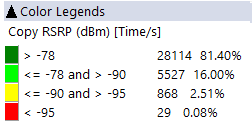 Color Legends
Copy RSRP (dBm) [Time/s]
> -78 28114 81.40%
<= -78 and > -90 5527 16.00%
<= -90 and > -95 868 2.51%
< -95 29 0.08%